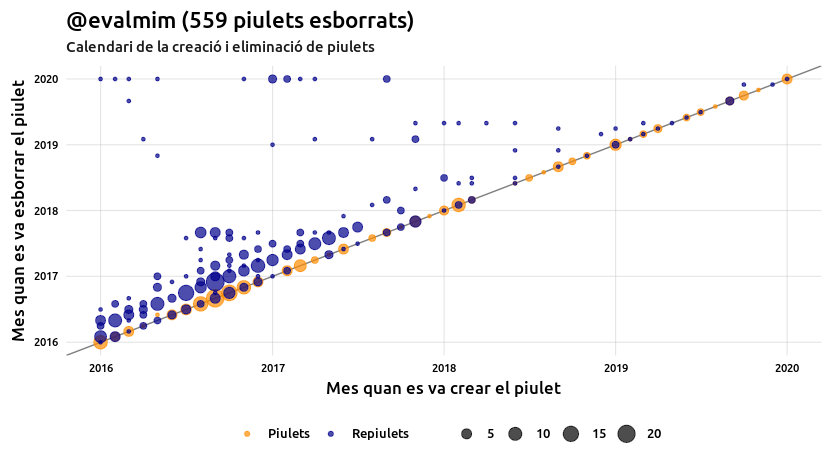 @evalmim (559 piulets esborrats)
Calendari de la creació i eliminació de piulets
Mes quan es va esborrar el piulet
2020
2019
2018
2017
2016
2016 2017 2018 2019 2020
Mes quan es va crear el piulet
Piulets Repiulets 5 10 15 20